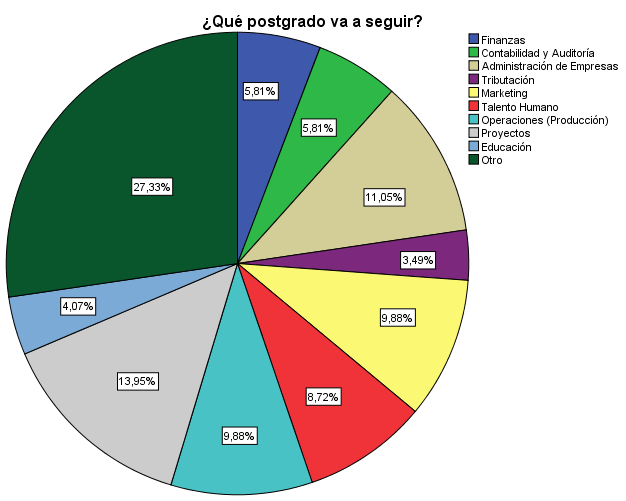 ¿Qué postgrado va a seguir?
Finanzas
Contabilidad y Auditoría
Administración de Empresas
Tributación
Marketing
Talento Humano
Operaciones (Producción)
Proyectos
Educación
Otro
5,81%
5,81%
11,05%
3,49%
9,88%
8,72%
9,88%
13,95%
4,07%
27,33%